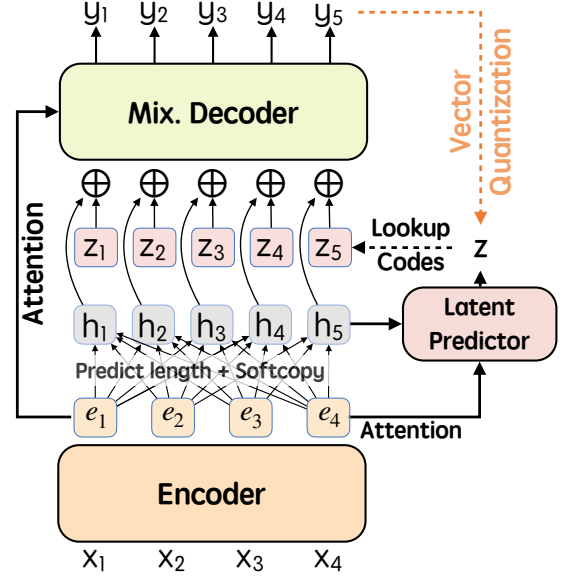 y1 y2 y3 y4 y5
Mix. Decoder
Vector
Quantization
Attention
z1 z2 z3 z4 z5
Lookup
Codes
z
h1 h2 h3 h4 h5
Latent
Predictor
Predict length + Softcopy
e1 e2 e3 e4
Attention
Encoder
x1 x2 x3 x4